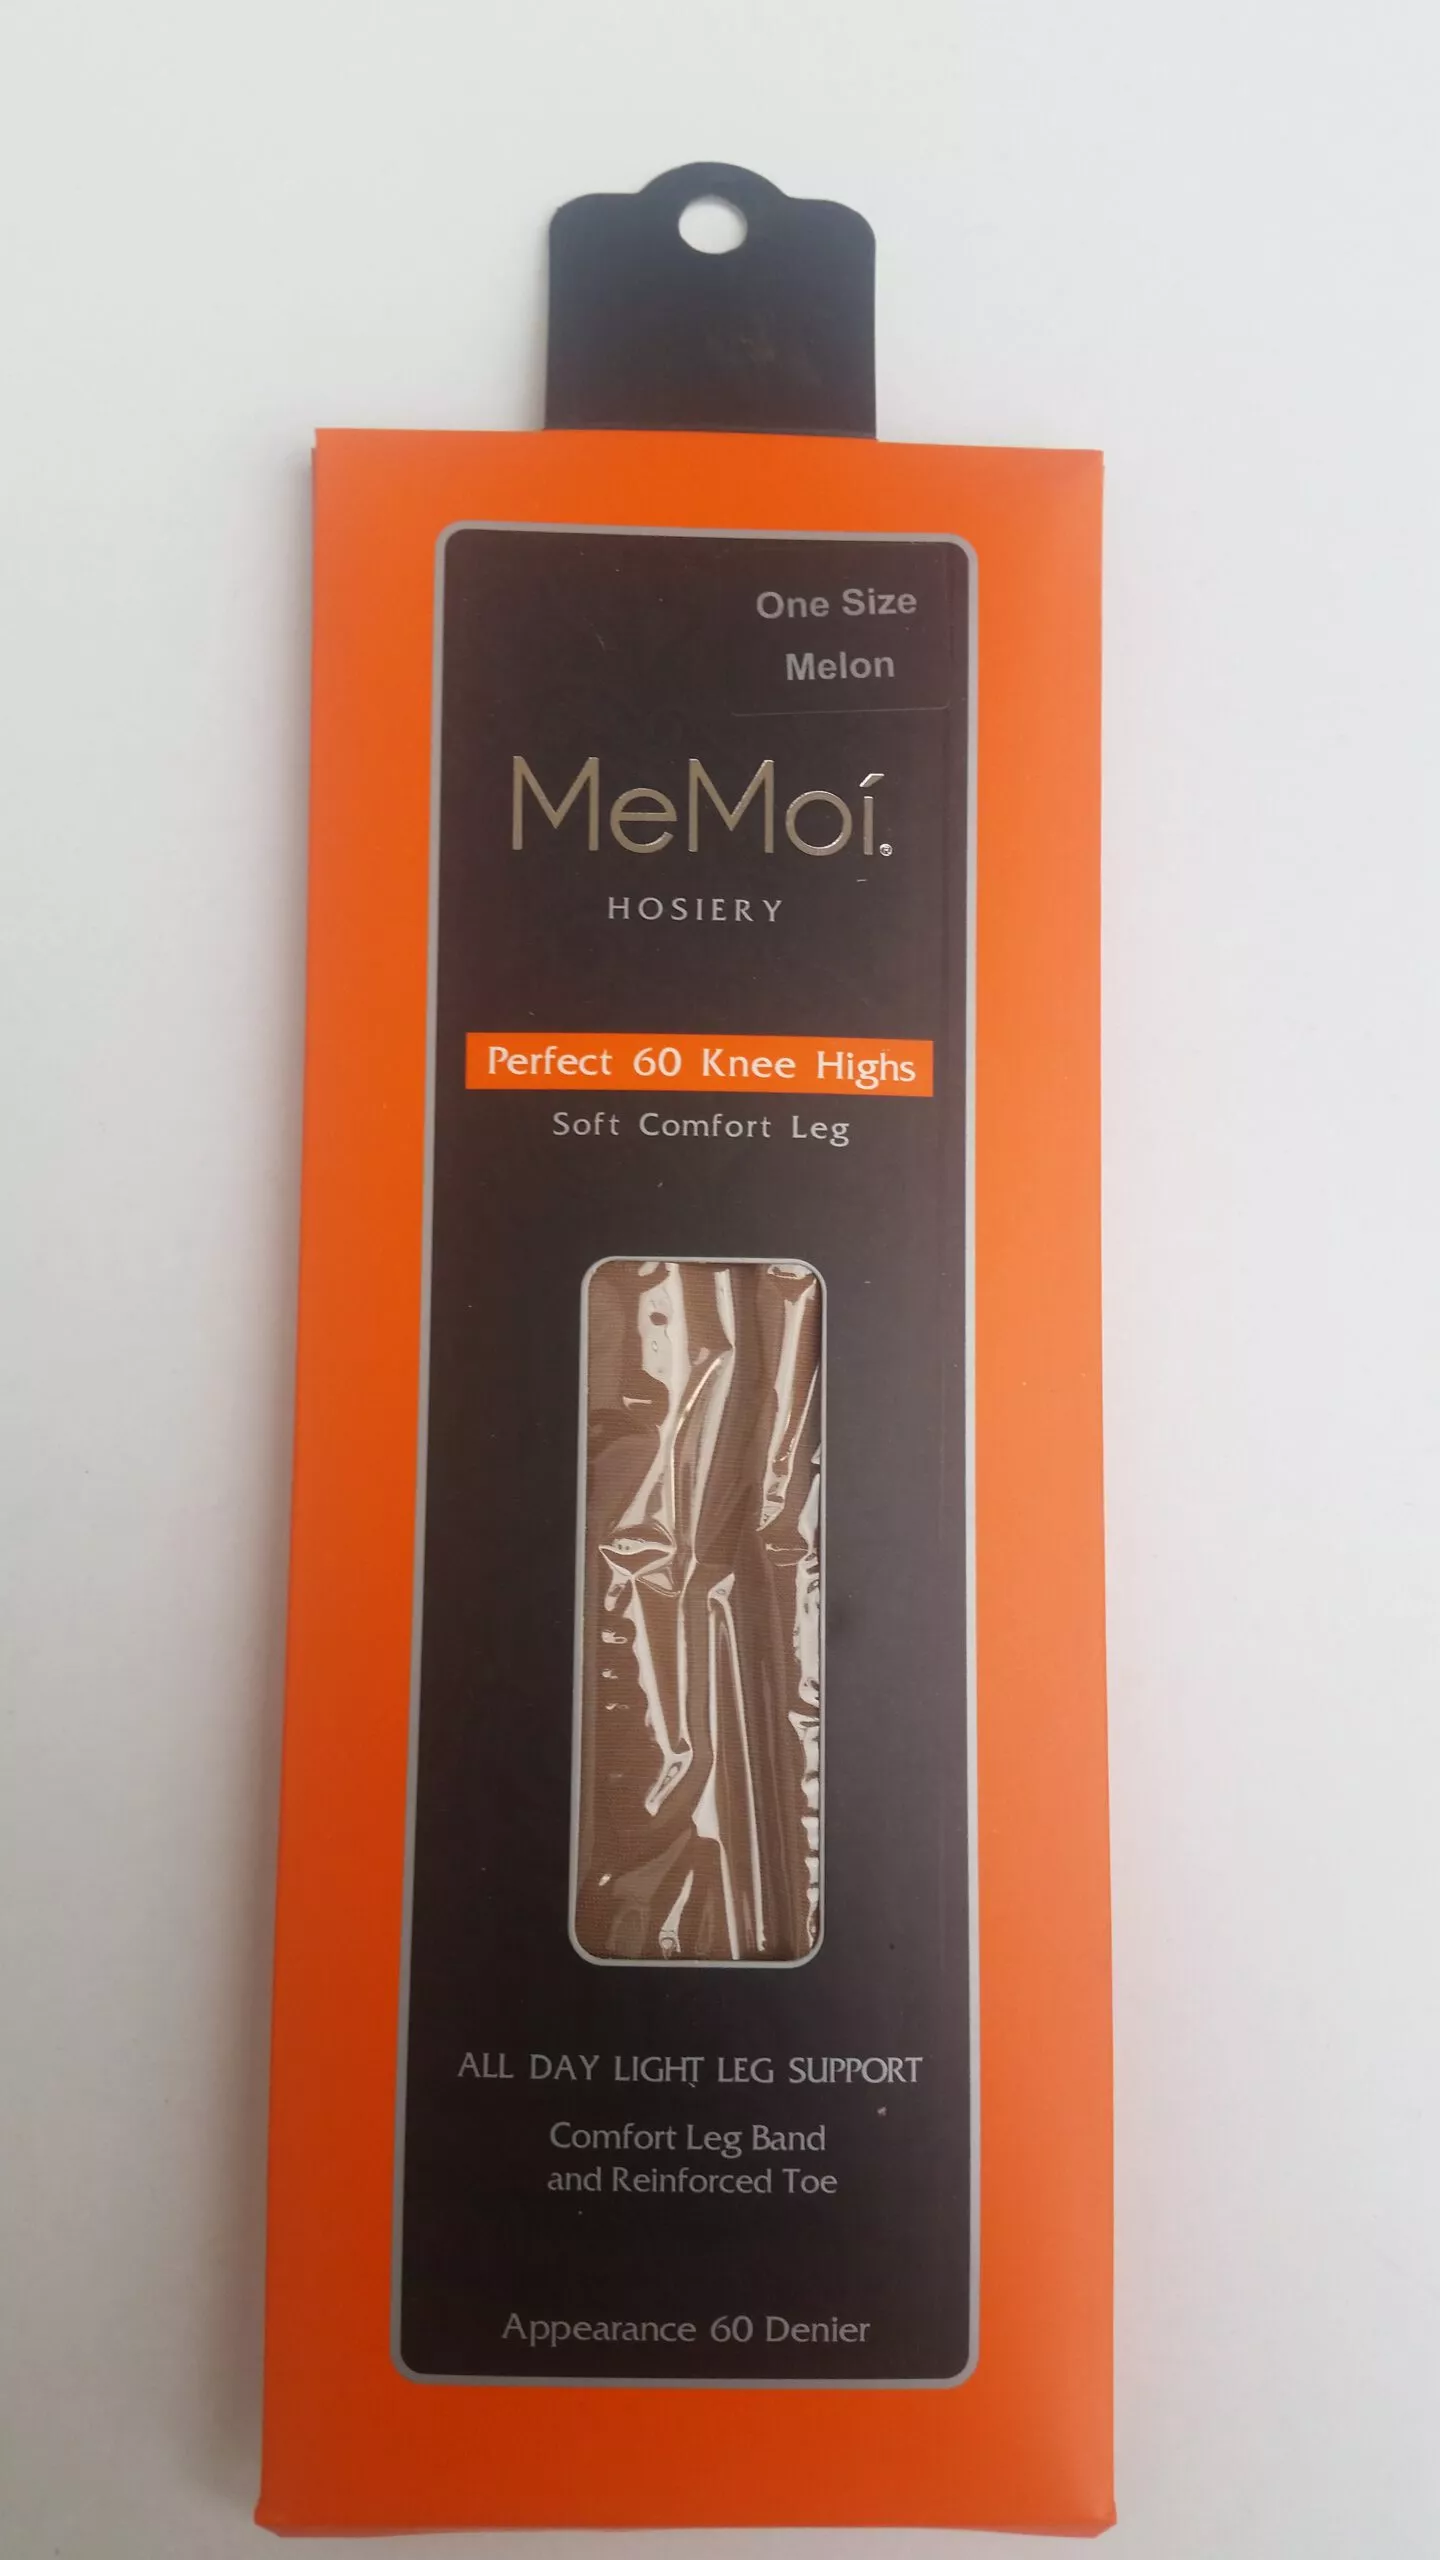 One Size
Melon
MeMoí®
HOSIERY
Perfect 60 Knee Highs
Soft Comfort Leg
ALL DAY LIGHT LEG SUPPORT
Comfort Leg Band
and Reinforced Toe
Appearance 60 Denier